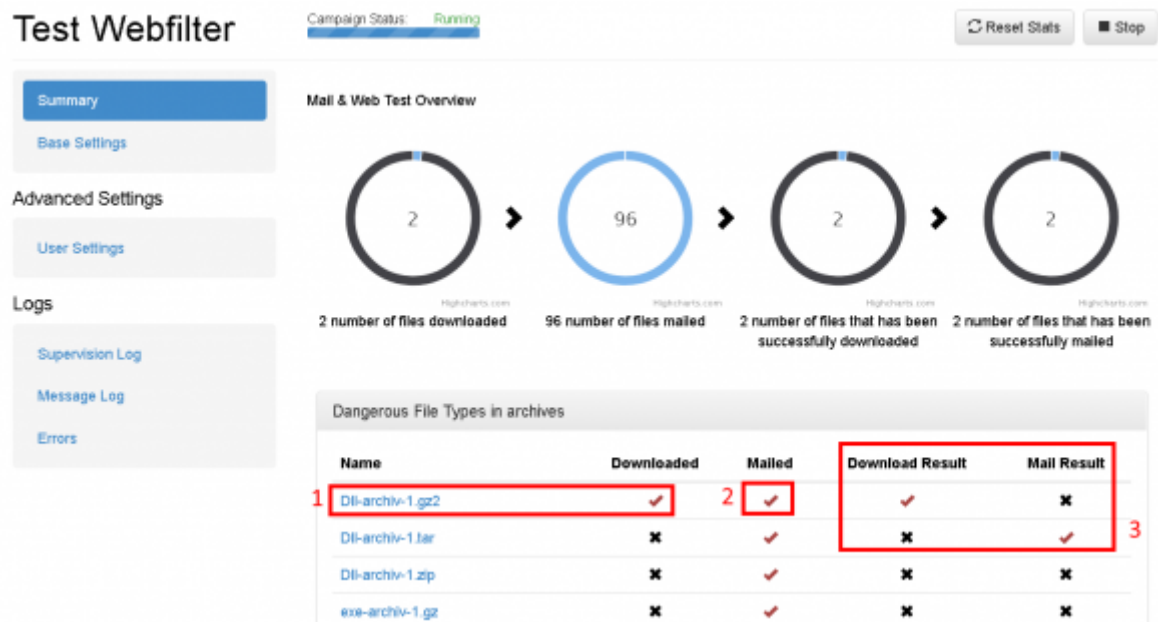 Test Webfilter
Campaign Status: Running
Reset Stats
Stop
Summary
Base Settings
Advanced Settings
User Settings
Logs
Supervision Log
Message Log
Errors
Mail & Web Test Overview
2
96
2
2
Highcharts.com
Highcharts.com
Highcharts.com
Highcharts.com
2 number of files downloaded
96 number of files mailed
2 number of files that has been
successfully downloaded
2 number of files that has been
successfully mailed
Dangerous File Types in archives
Name Downloaded Mailed Download Result Mail Result
1 Dll-archiv-1.gz2 2
Dll-archiv-1.tar 3
Dll-archiv-1.zip
exe-archiv-1.gz